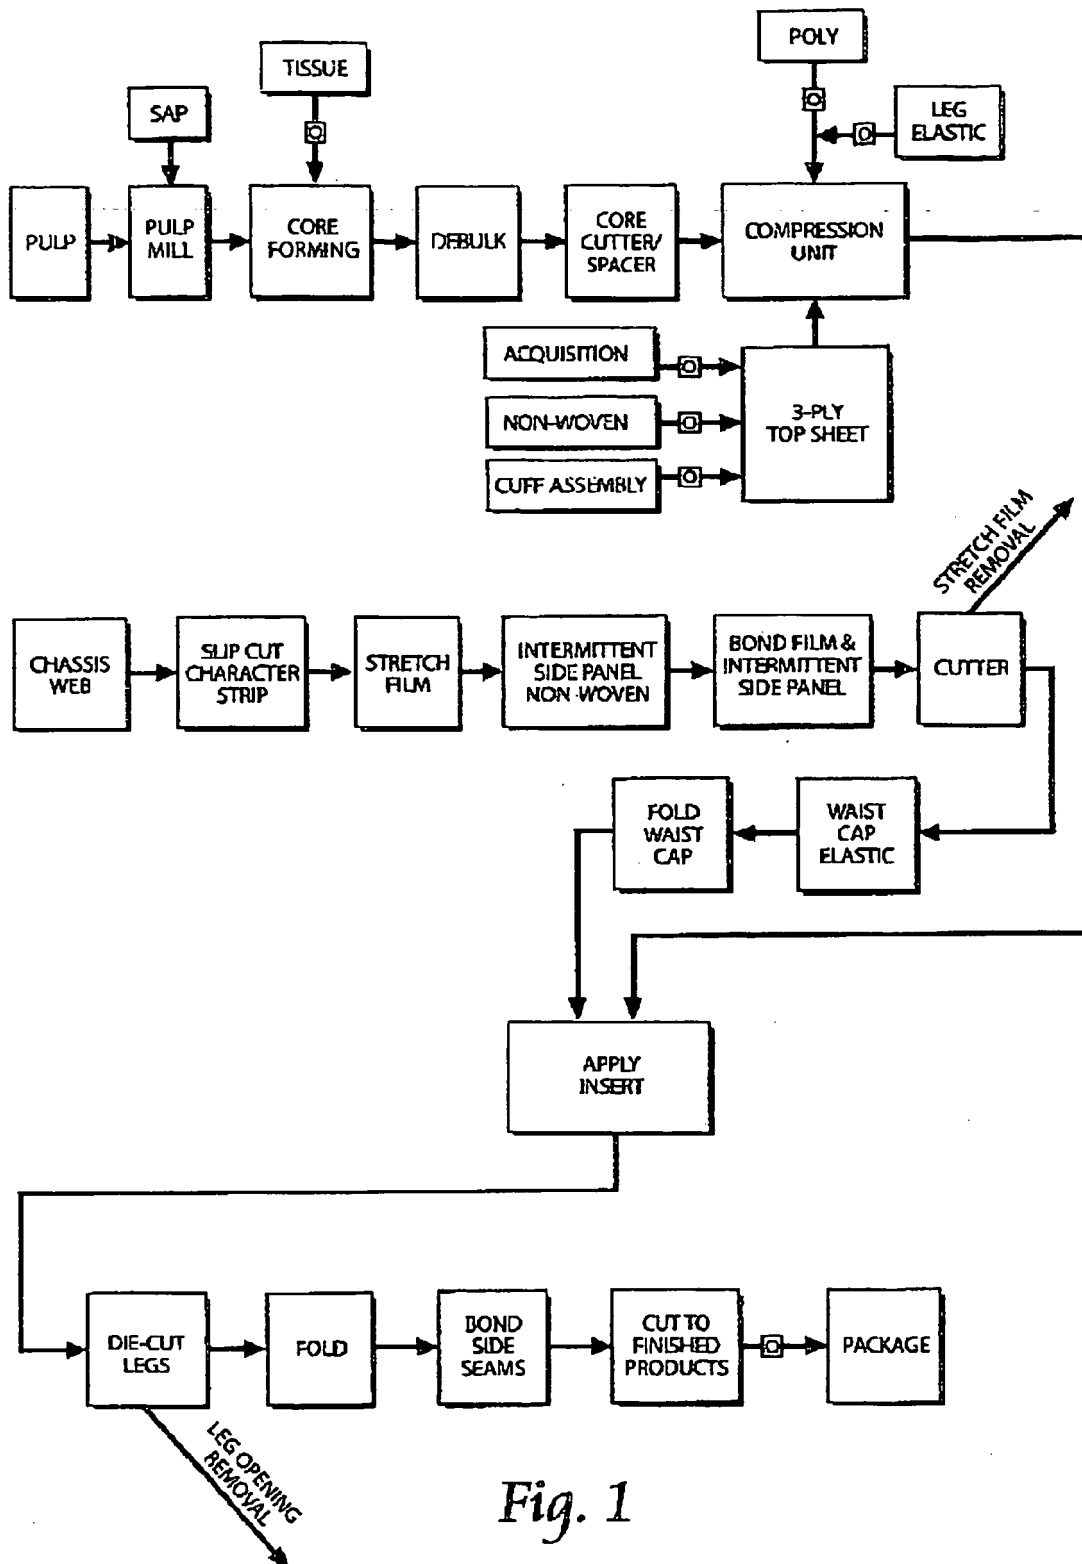 POLY
TISSUE
SAP
LEG
ELASTIC
PULP
PULP
MILL
CORE
FORMING
DEBULK
CORE
CUTTER/
SPACER
COMPRESSION
UNIT
ACQUISITION
NON-WOVEN
CUFF ASSEMBLY
3-PLY
TOP SHEET
STRETCH FILM
REMOVAL
CHASSIS
WEB
SLIP CUT
CHARACTER
STRIP
STRETCH
FILM
INTERMITTENT
SIDE PANEL
NON-WOVEN
BOND FILM &
INTERMITTENT
SIDE PANEL
CUTTER
FOLD
WAIST
CAP
WAIST
CAP
ELASTIC
APPLY
INSERT
DIE-CUT
LEGS
FOLD
BOND
SIDE
SEAMS
CUT TO
FINISHED
PRODUCTS
PACKAGE
LEG OPENING
REMOVAL
Fig. 1